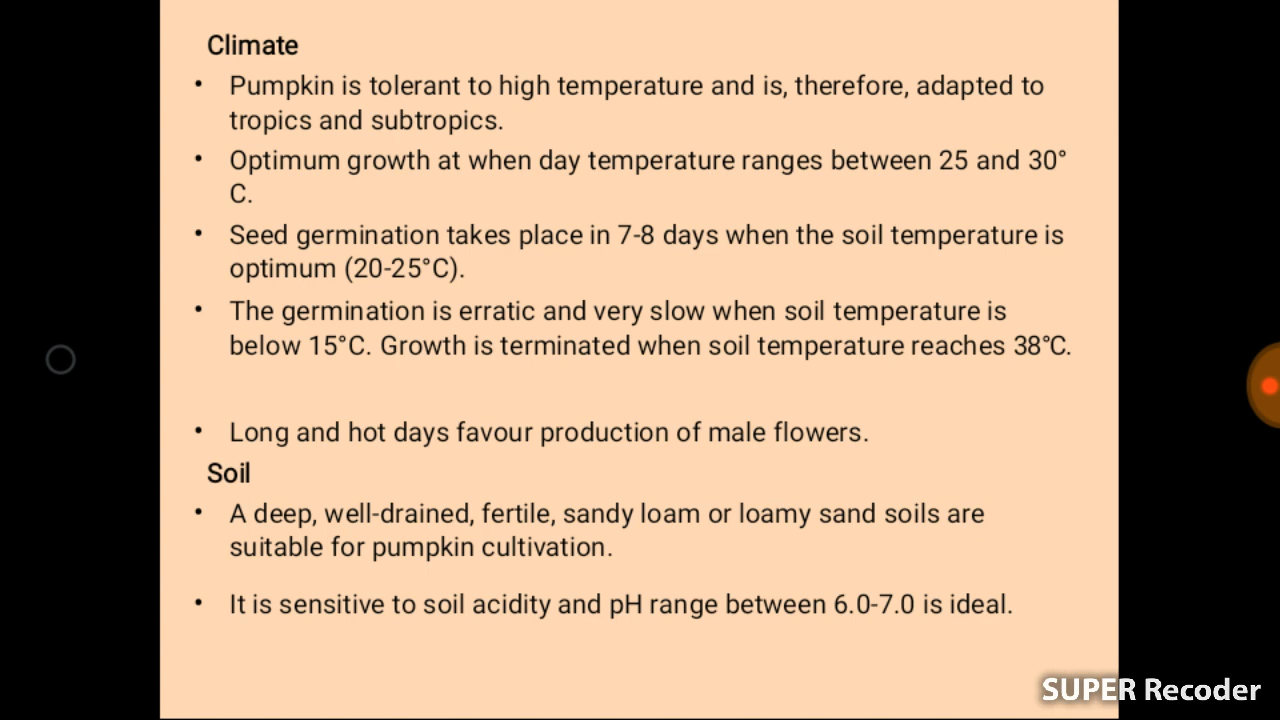 Climate
• Pumpkin is tolerant to high temperature and is, therefore, adapted to
tropics and subtropics.
• Optimum growth at when day temperature ranges between 25 and 30°
C.
• Seed germination takes place in 7-8 days when the soil temperature is
optimum (20-25°C).
• The germination is erratic and very slow when soil temperature is
below 15°C. Growth is terminated when soil temperature reaches 38°C.
• Long and hot days favour production of male flowers.
Soil
• A deep, well-drained, fertile, sandy loam or loamy sand soils are
suitable for pumpkin cultivation.
• It is sensitive to soil acidity and pH range between 6.0-7.0 is ideal.
SUPER Recoder